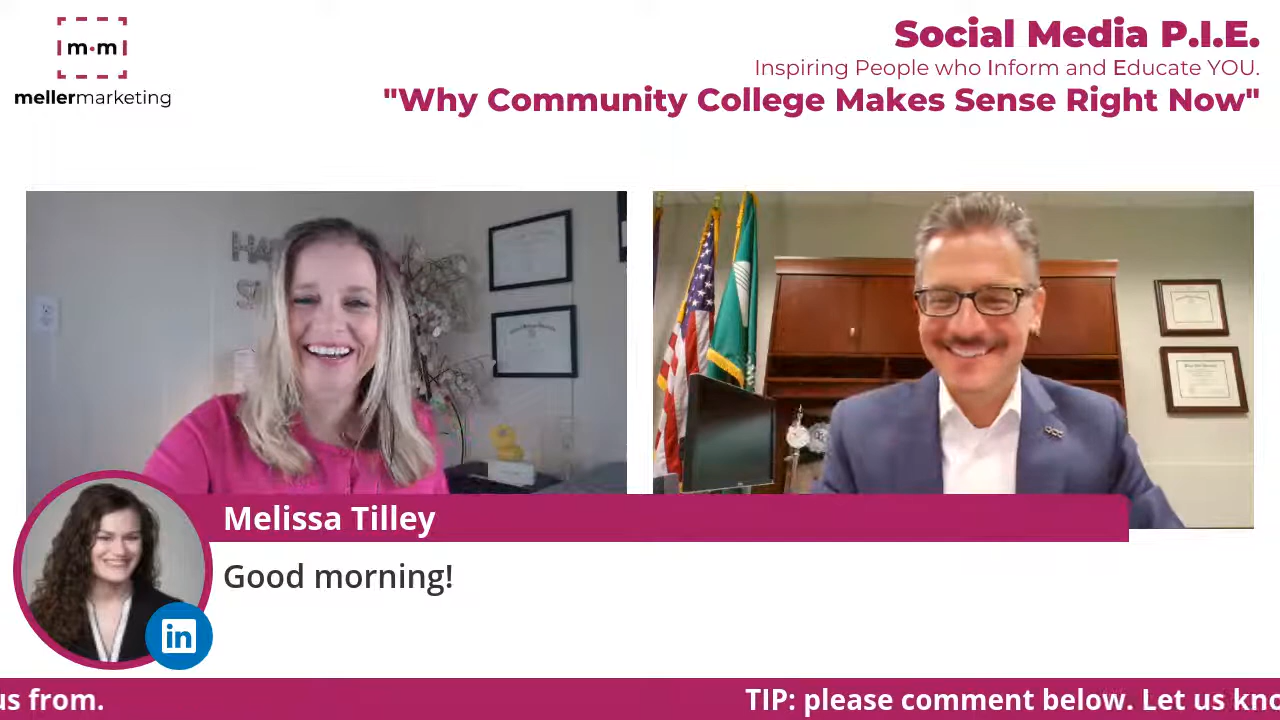 m·m
mellermarketing
Social Media P.I.E.
Inspiring People who Inform and Educate YOU.
"Why Community College Makes Sense Right Now"
Melissa Tilley
Good morning!
in
us from.
TIP: please comment below. Let us kno